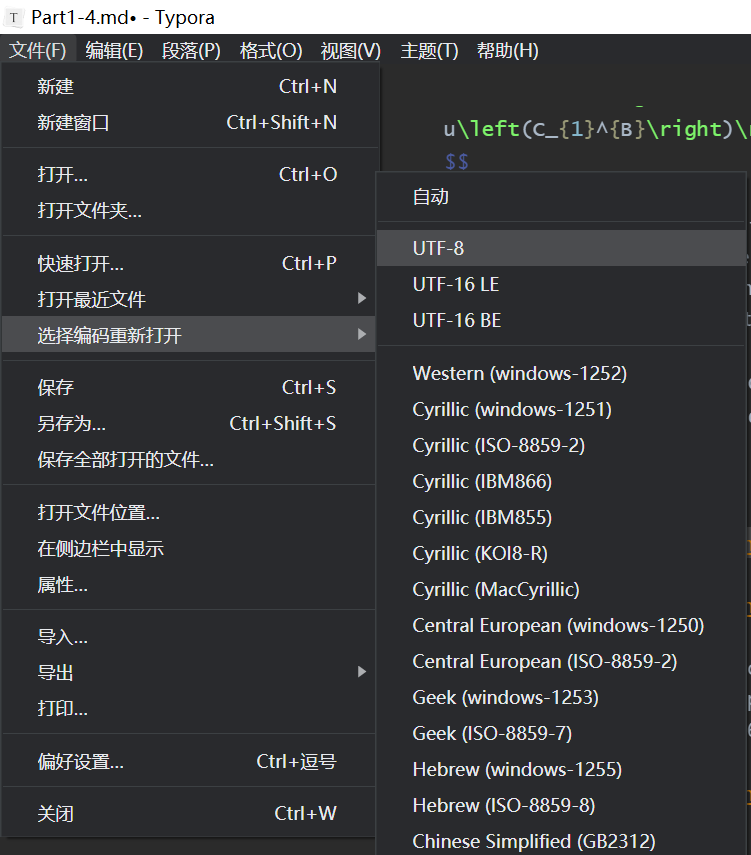 T Part1-4.md• - Typora
文件(F) 编辑(E) 段落(P) 格式(O) 视图(V) 主题(T) 帮助(H)
新建 Ctrl+N
新建窗口 Ctrl+Shift+N
打开... Ctrl+O
打开文件夹...
快速打开... Ctrl+P
打开最近文件
选择编码重新打开
保存 Ctrl+S
另存为... Ctrl+Shift+S
保存全部打开的文件...
打开文件位置...
在侧边栏中显示
属性...
导入...
导出
打印...
偏好设置... Ctrl+逗号
关闭 Ctrl+W
u\left(C_{1}^{B}\right)\
$$
自动
UTF-8
UTF-16 LE
UTF-16 BE
Western (windows-1252)
Cyrillic (windows-1251)
Cyrillic (ISO-8859-2)
Cyrillic (IBM866)
Cyrillic (IBM855)
Cyrillic (KOI8-R)
Cyrillic (MacCyrillic)
Central European (windows-1250)
Central European (ISO-8859-2)
Geek (windows-1253)
Geek (ISO-8859-7)
Hebrew (windows-1255)
Hebrew (ISO-8859-8)
Chinese Simplified (GB2312)